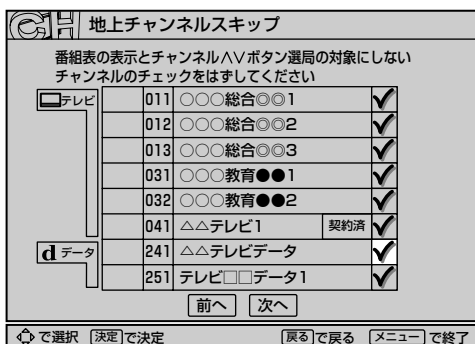 CH 地上チャンネルスキップ
番組表の表示とチャンネル∧∨ボタン選局の対象にしない
チャンネルのチェックをはずしてください
テレビ 011 ○○○総合◎◎1
012 ○○○総合◎◎2
013 ○○○総合◎◎3
031 ○○○教育●●1
032 ○○○教育●●2
041 △△テレビ1 契約済
d データ 241 △△テレビデータ
251 テレビ□□データ1
前へ 次へ
で選択 決定で決定 戻るで戻る メニューで終了